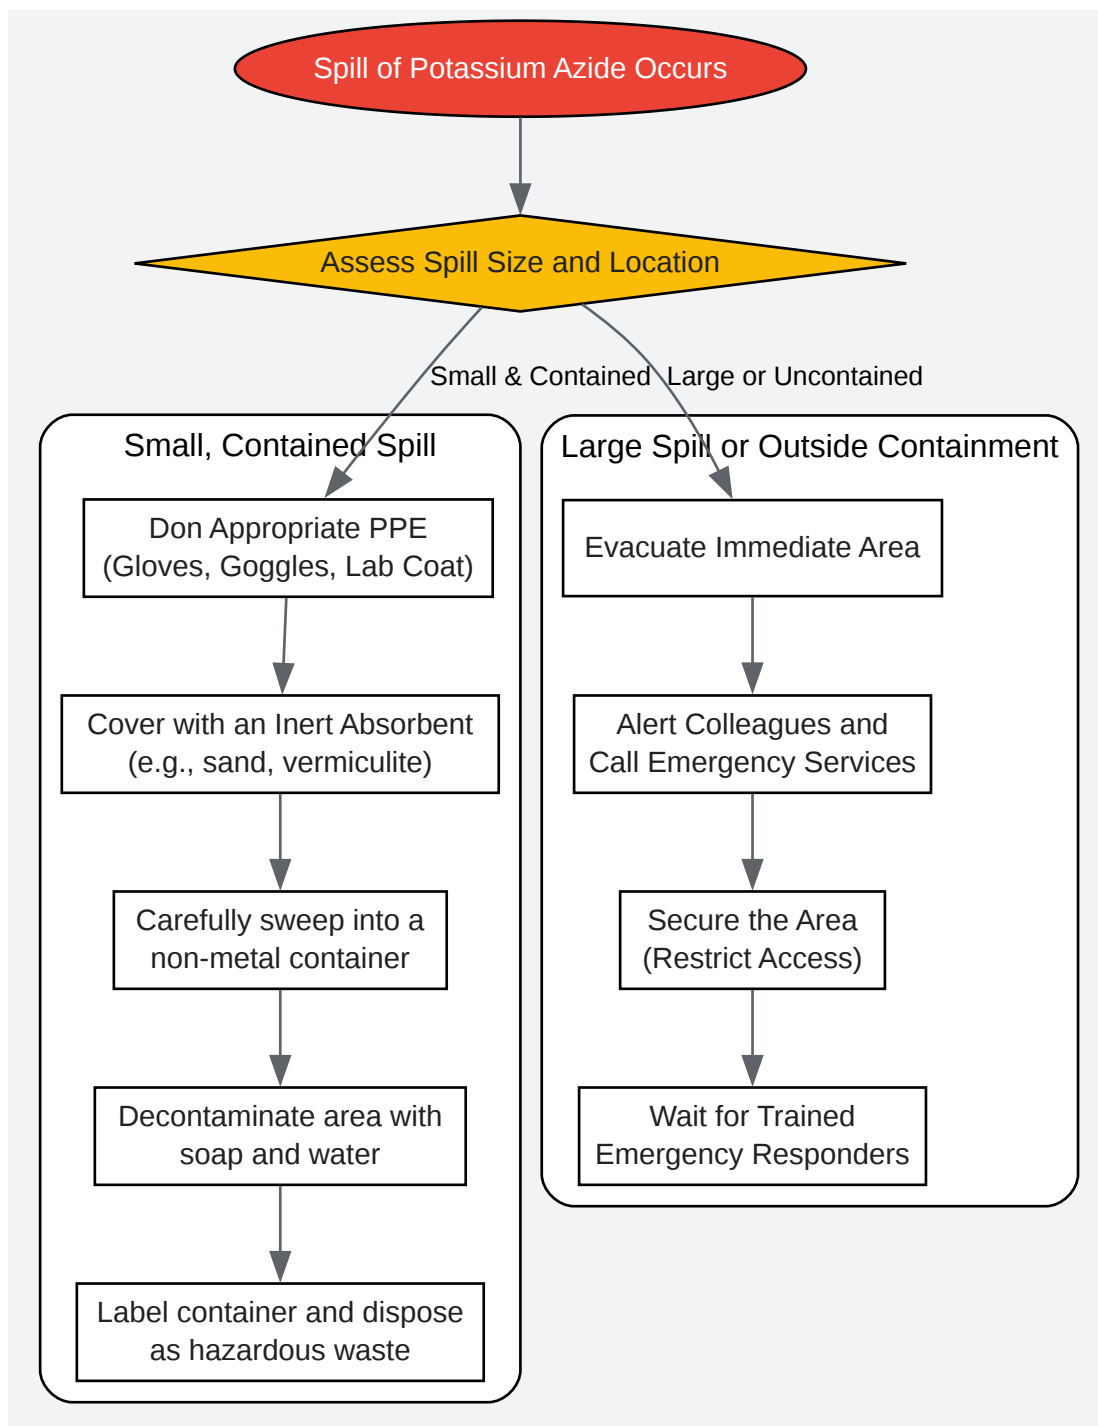 Spill of Potassium Azide Occurs
Assess Spill Size and Location
Small & Contained
Large or Uncontained
Small, Contained Spill
Don Appropriate PPE
(Gloves, Goggles, Lab Coat)
Cover with an Inert Absorbent
(e.g., sand, vermiculite)
Carefully sweep into a
non-metal container
Decontaminate area with
soap and water
Label container and dispose
as hazardous waste
Large Spill or Outside Containment
Evacuate Immediate Area
Alert Colleagues and
Call Emergency Services
Secure the Area
(Restrict Access)
Wait for Trained
Emergency Responders